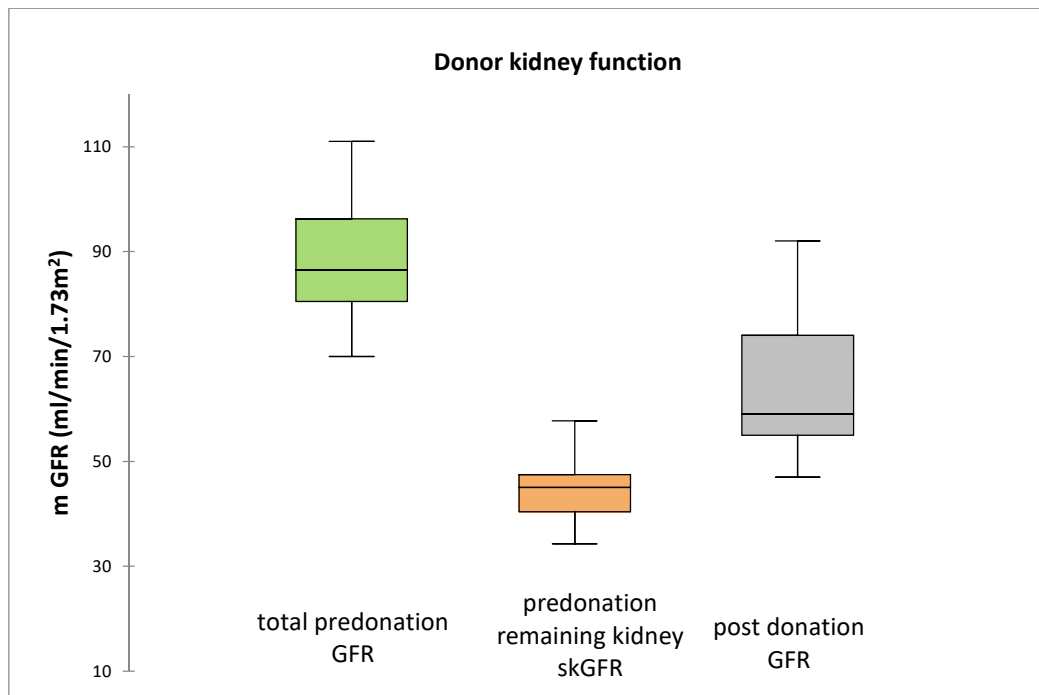 Donor kidney function
m GFR (ml/min/1.73m²)
110
90
70
50
30
10
total predonation
GFR
predonation
remaining kidney
skGFR
post donation
GFR